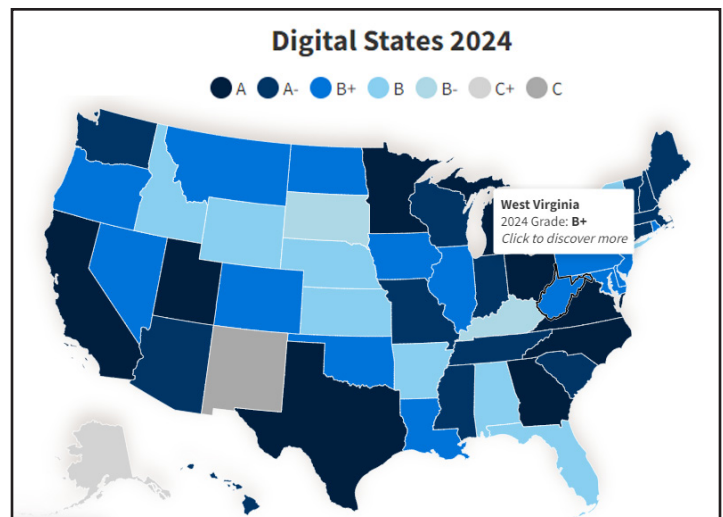 Digital States 2024
A A- B+ B B- C+ C
West Virginia
2024 Grade: B+
Click to discover more